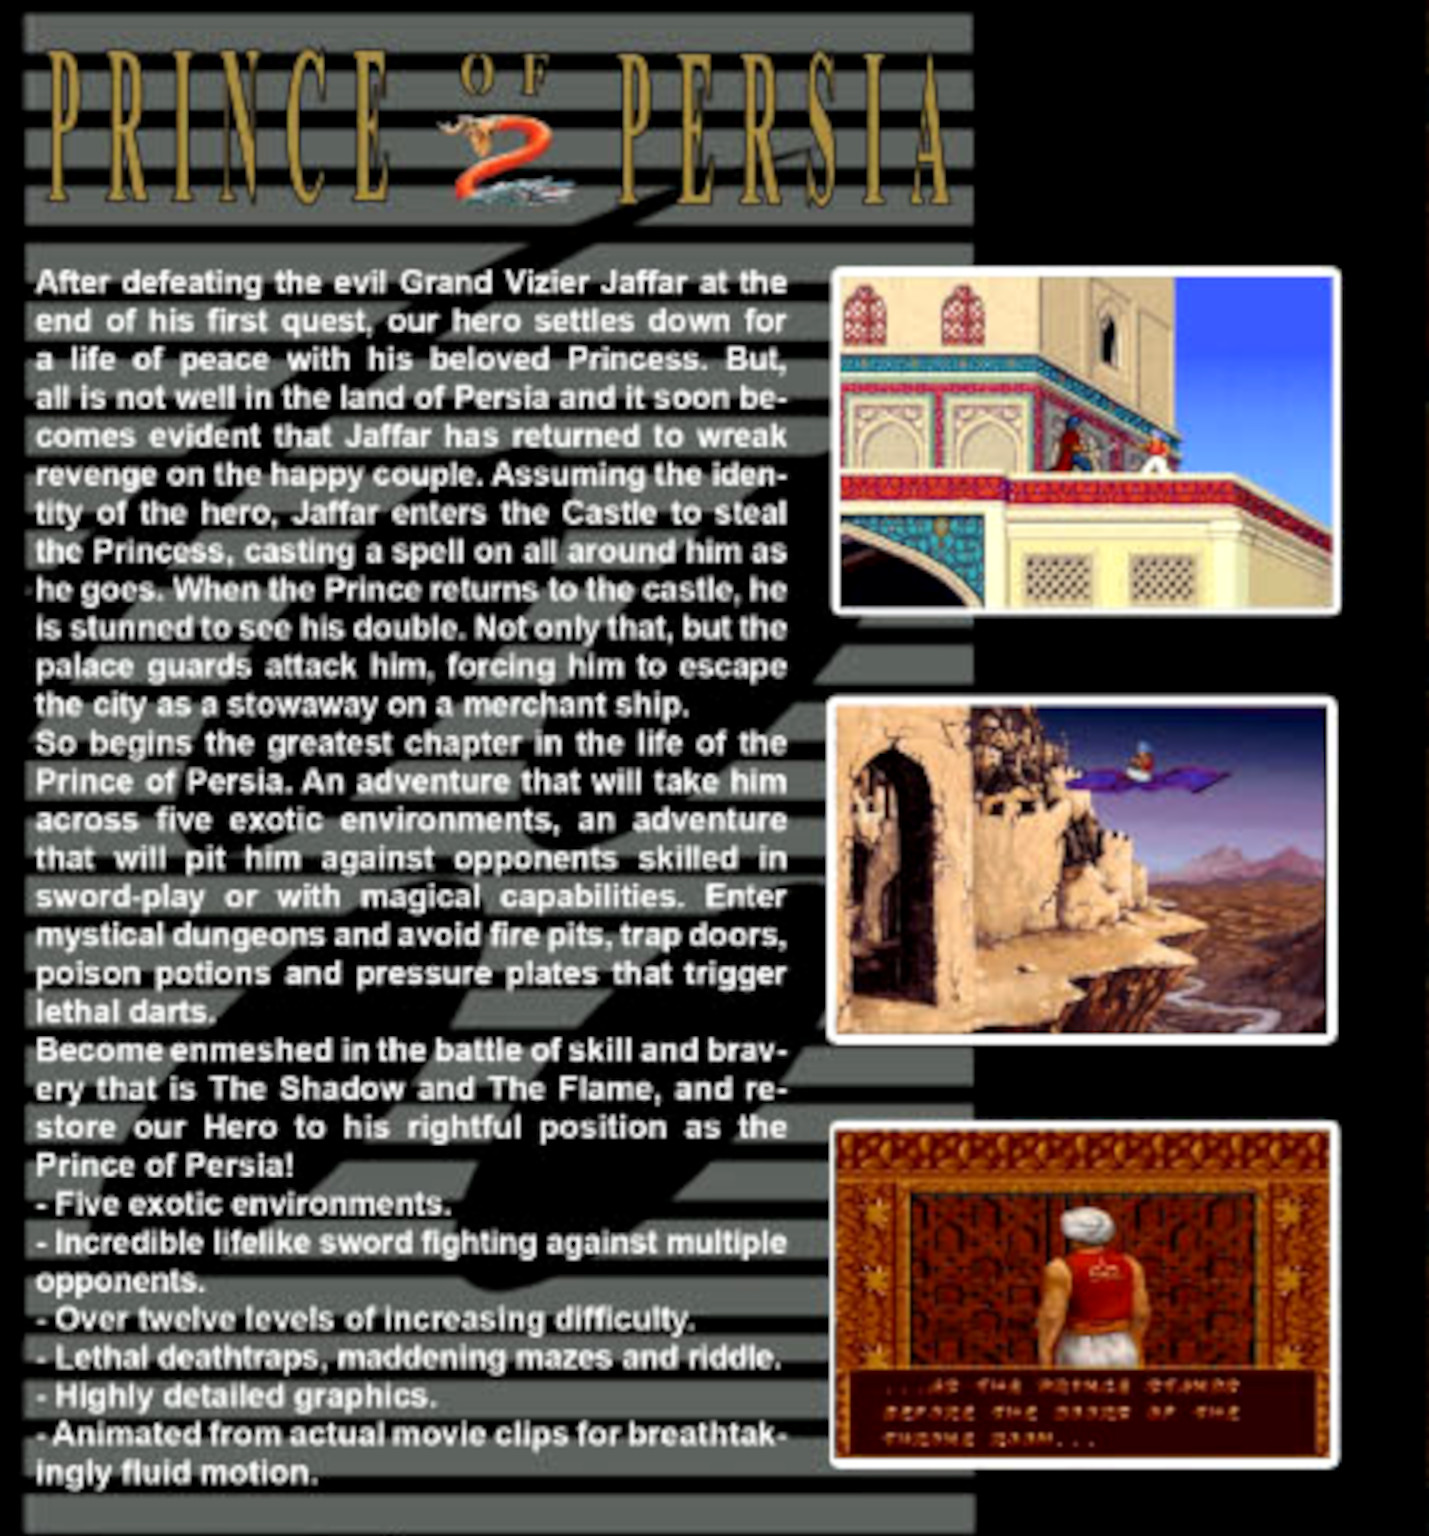 PRINCE OF PERSIA
2
After defeating the evil Grand Vizier Jaffar at the
end of his first quest, our hero settles down for
a life of peace with his beloved Princess. But,
all is not well in the land of Persia and it soon be-
comes evident that Jaffar has returned to wreak
revenge on the happy couple. Assuming the iden-
tity of the hero, Jaffar enters the Castle to steal
the Princess, casting a spell on all around him as
he goes. When the Prince returns to the castle, he
is stunned to see his double. Not only that, but the
palace guards attack him, forcing him to escape
the city as a stowaway on a merchant ship.
So begins the greatest chapter in the life of the
Prince of Persia. An adventure that will take him
across five exotic environments, an adventure
that will pit him against opponents skilled in
sword-play or with magical capabilities. Enter
mystical dungeons and avoid fire pits, trap doors,
poison potions and pressure plates that trigger
lethal darts.
Become enmeshed in the battle of skill and brav-
ery that is The Shadow and The Flame, and re-
store our Hero to his rightful position as the
Prince of Persia!
- Five exotic environments.
- Incredible lifelike sword fighting against multiple
opponents.
- Over twelve levels of increasing difficulty.
- Lethal deathtraps, maddening mazes and riddle.
- Highly detailed graphics.
- Animated from actual movie clips for breathtak-
ingly fluid motion.
...AS THE PRINCE STANDS
BEFORE THE DOORS OF THE
THRONE ROOM...